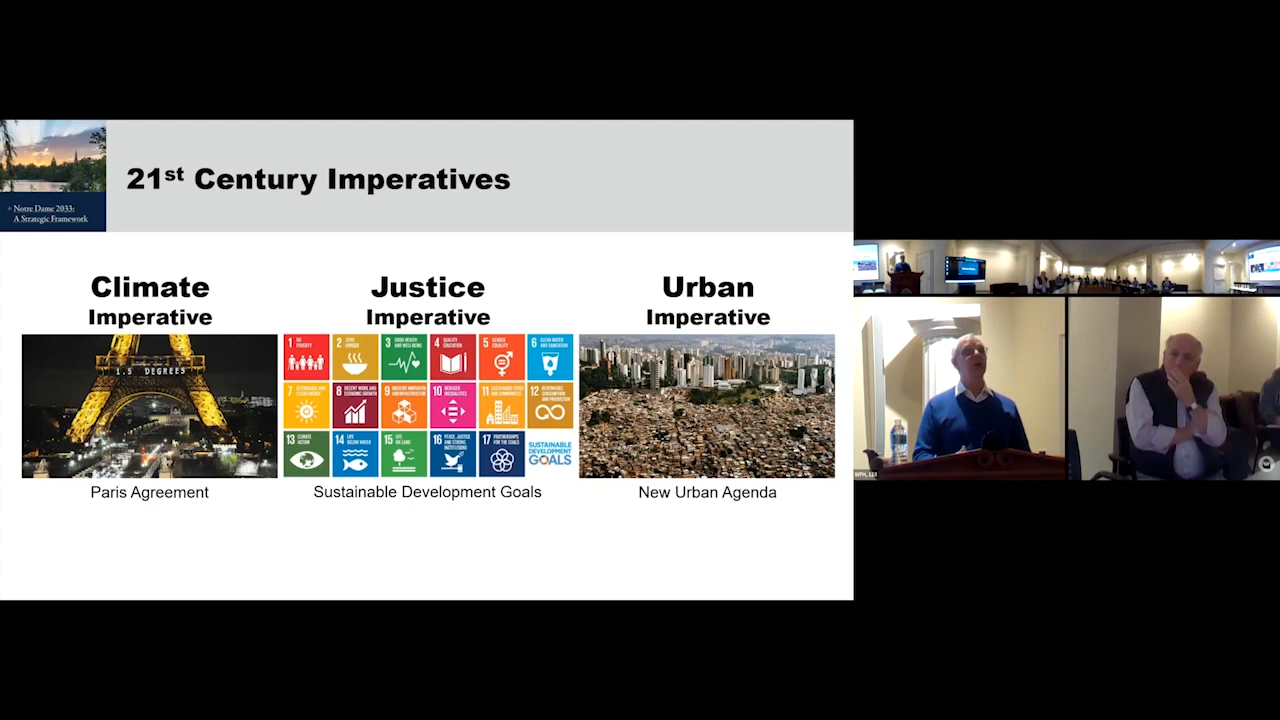 21st Century Imperatives
Notre Dame 2033:
A Strategic Framework
Climate
Imperative
1.5 DEGREES
Paris Agreement
Justice
Imperative
1 NO POVERTY
2 ZERO HUNGER
3 GOOD HEALTH AND WELL-BEING
4 QUALITY EDUCATION
5 GENDER EQUALITY
6 CLEAN WATER AND SANITATION
7 AFFORDABLE AND CLEAN ENERGY
8 DECENT WORK AND ECONOMIC GROWTH
9 INDUSTRY, INNOVATION AND INFRASTRUCTURE
10 REDUCED INEQUALITIES
11 SUSTAINABLE CITIES AND COMMUNITIES
12 RESPONSIBLE CONSUMPTION AND PRODUCTION
13 CLIMATE ACTION
14 LIFE BELOW WATER
15 LIFE ON LAND
16 PEACE, JUSTICE AND STRONG INSTITUTIONS
17 PARTNERSHIPS FOR THE GOALS
SUSTAINABLE
DEVELOPMENT
GOALS
Sustainable Development Goals
Urban
Imperative
New Urban Agenda